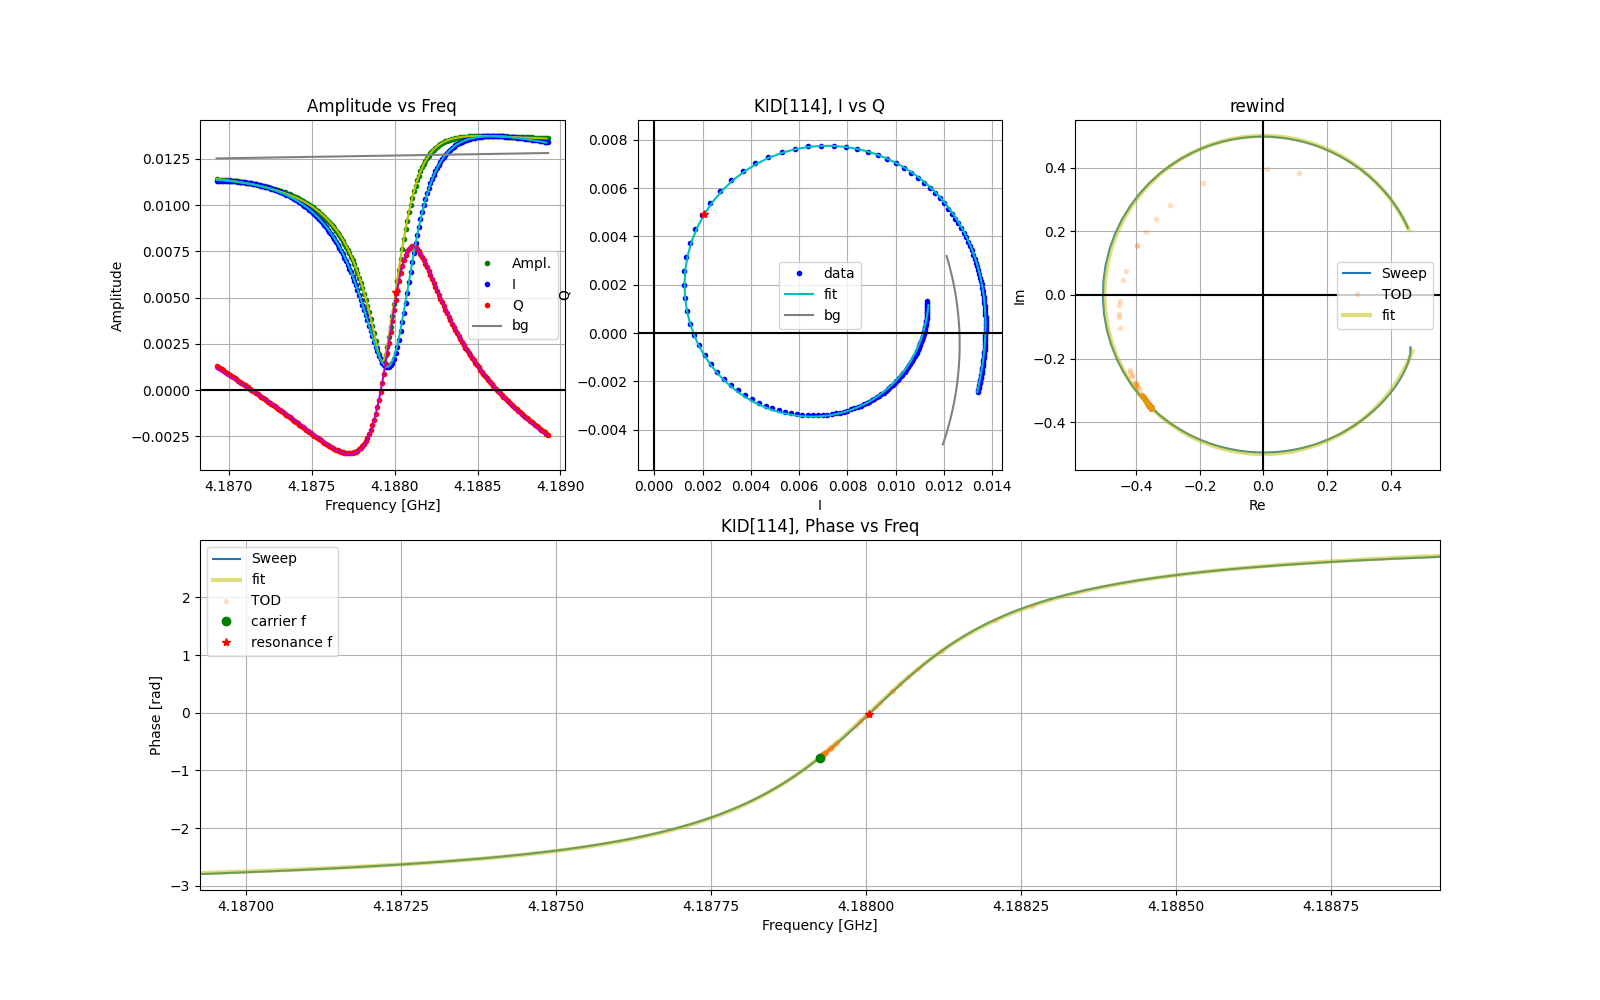 Amplitude vs Freq
Amplitude
0.0125
0.0100
0.0075
0.0050
0.0025
0.0000
−0.0025
Ampl.
I
Q
bg
4.1870 4.1875 4.1880 4.1885 4.1890
Frequency [GHz]
KID[114], I vs Q
Q
0.008
0.006
0.004
0.002
0.000
−0.002
−0.004
data
fit
bg
0.000 0.002 0.004 0.006 0.008 0.010 0.012 0.014
I
rewind
Im
0.4
0.2
0.0
−0.2
−0.4
Sweep
TOD
fit
−0.4 −0.2 0.0 0.2 0.4
Re
KID[114], Phase vs Freq
Phase [rad]
2
1
0
−1
−2
−3
Sweep
fit
TOD
carrier f
resonance f
4.18700 4.18725 4.18750 4.18775 4.18800 4.18825 4.18850 4.18875
Frequency [GHz]